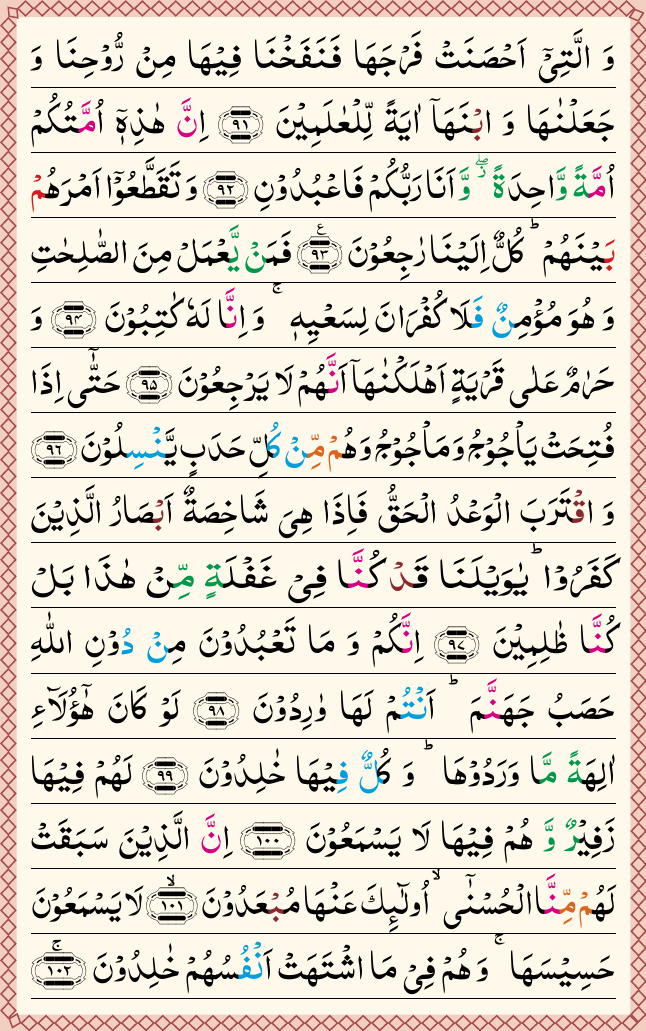 وَ الَّتِیْۤ اَحْصَنَتْ فَرْجَهَا فَنَفَخْنَا فِیْهَا مِنْ رُّوْحِنَا وَ
جَعَلْنٰهَا وَ ابْنَهَاۤ اٰیَةً لِّلْعٰلَمِیْنَ ﴿۹۱﴾ اِنَّ هٰذِهٖۤ اُمَّتُكُمْ
اُمَّةً وَّاحِدَةً ۖ٘ وَّ اَنَا رَبُّكُمْ فَاعْبُدُوْنِ ﴿۹۲﴾ وَ تَقَطَّعُوْۤا اَمْرَهُمْ
بَیْنَهُمْ ؕ كُلٌّ اِلَیْنَا رٰجِعُوْنَ ﴿۹۳﴾ۧ فَمَنْ یَّعْمَلْ مِنَ الصّٰلِحٰتِ
وَ هُوَ مُؤْمِنٌ فَلَا كُفْرَانَ لِسَعْیِهٖ ۚ وَ اِنَّا لَهٗ كٰتِبُوْنَ ﴿۹۴﴾ وَ
حَرٰمٌ عَلٰی قَرْیَةٍ اَهْلَكْنٰهَاۤ اَنَّهُمْ لَا یَرْجِعُوْنَ ﴿۹۵﴾ حَتّٰۤی اِذَا
فُتِحَتْ یَاْجُوْجُ وَ مَاْجُوْجُ وَ هُمْ مِّنْ كُلِّ حَدَبٍ یَّنْسِلُوْنَ ﴿۹۶﴾
وَ اقْتَرَبَ الْوَعْدُ الْحَقُّ فَاِذَا هِیَ شَاخِصَةٌ اَبْصَارُ الَّذِیْنَ
كَفَرُوْا ؕ یٰوَیْلَنَا قَدْ كُنَّا فِیْ غَفْلَةٍ مِّنْ هٰذَا بَلْ
كُنَّا ظٰلِمِیْنَ ﴿۹۷﴾ اِنَّكُمْ وَ مَا تَعْبُدُوْنَ مِنْ دُوْنِ اللّٰهِ
حَصَبُ جَهَنَّمَ ؕ اَنْتُمْ لَهَا وٰرِدُوْنَ ﴿۹۸﴾ لَوْ كَانَ هٰۤؤُلَآءِ
اٰلِهَةً مَّا وَرَدُوْهَا ؕ وَ كُلٌّ فِیْهَا خٰلِدُوْنَ ﴿۹۹﴾ لَهُمْ فِیْهَا
زَفِیْرٌ وَّ هُمْ فِیْهَا لَا یَسْمَعُوْنَ ﴿۱۰۰﴾ اِنَّ الَّذِیْنَ سَبَقَتْ
لَهُمْ مِّنَّا الْحُسْنٰۤی ۙ اُولٰٓىِٕكَ عَنْهَا مُبْعَدُوْنَ ﴿۱۰۱﴾ۙ لَا یَسْمَعُوْنَ
حَسِیْسَهَا ۚ وَ هُمْ فِیْ مَا اشْتَهَتْ اَنْفُسُهُمْ خٰلِدُوْنَ ﴿۱۰۲﴾ۚ